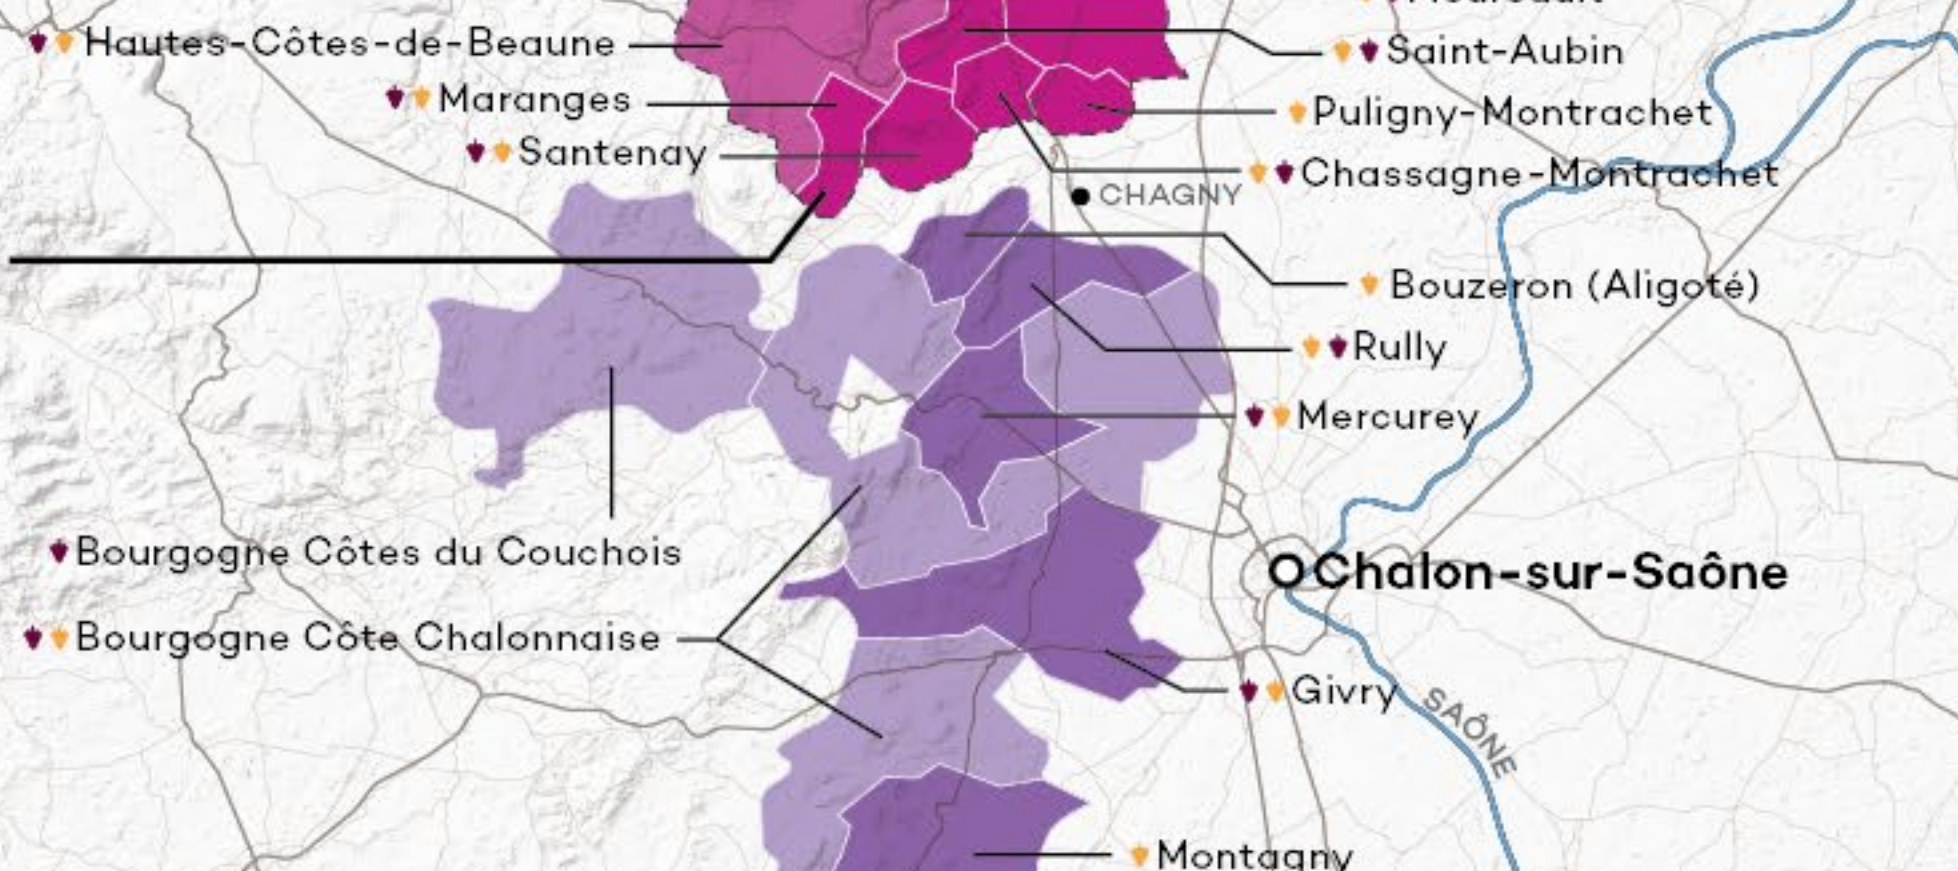 Hautes-Côtes-de-Beaune
Maranges
Santenay
Saint-Aubin
Puligny-Montrachet
Chassagne-Montrachet
CHAGNY
Bouzeron (Aligoté)
Rully
Mercurey
Bourgogne Côtes du Couchois
Bourgogne Côte Chalonnaise
Chalon-sur-Saône
Givry
SAÔNE
Montagny